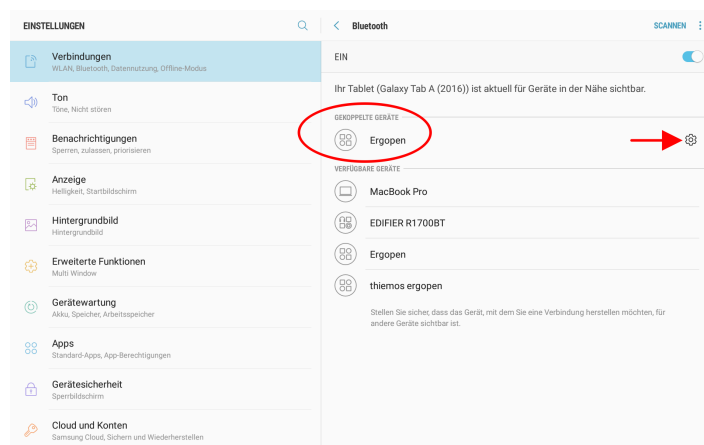 EINSTELLUNGEN
Verbindungen
WLAN, Bluetooth, Datennutzung, Offline-Modus
Ton
Töne, Nicht stören
Benachrichtigungen
Sperren, zulassen, priorisieren
Anzeige
Helligkeit, Startbildschirm
Hintergrundbild
Hintergrundbild
Erweiterte Funktionen
Multi Window
Gerätewartung
Akku, Speicher, Arbeitsspeicher
Apps
Standard-Apps, App-Berechtigungen
Gerätesicherheit
Sperrbildschirm
Cloud und Konten
Samsung Cloud, Sichern und Wiederherstellen
Bluetooth
SCANNEN
EIN
Ihr Tablet (Galaxy Tab A (2016)) ist aktuell für Geräte in der Nähe sichtbar.
GEKOPPELTE GERÄTE
Ergopen
VERFÜGBARE GERÄTE
MacBook Pro
EDIFIER R1700BT
Ergopen
thiemos ergopen
Stellen Sie sicher, dass das Gerät, mit dem Sie eine Verbindung herstellen möchten, für
andere Geräte sichtbar ist.